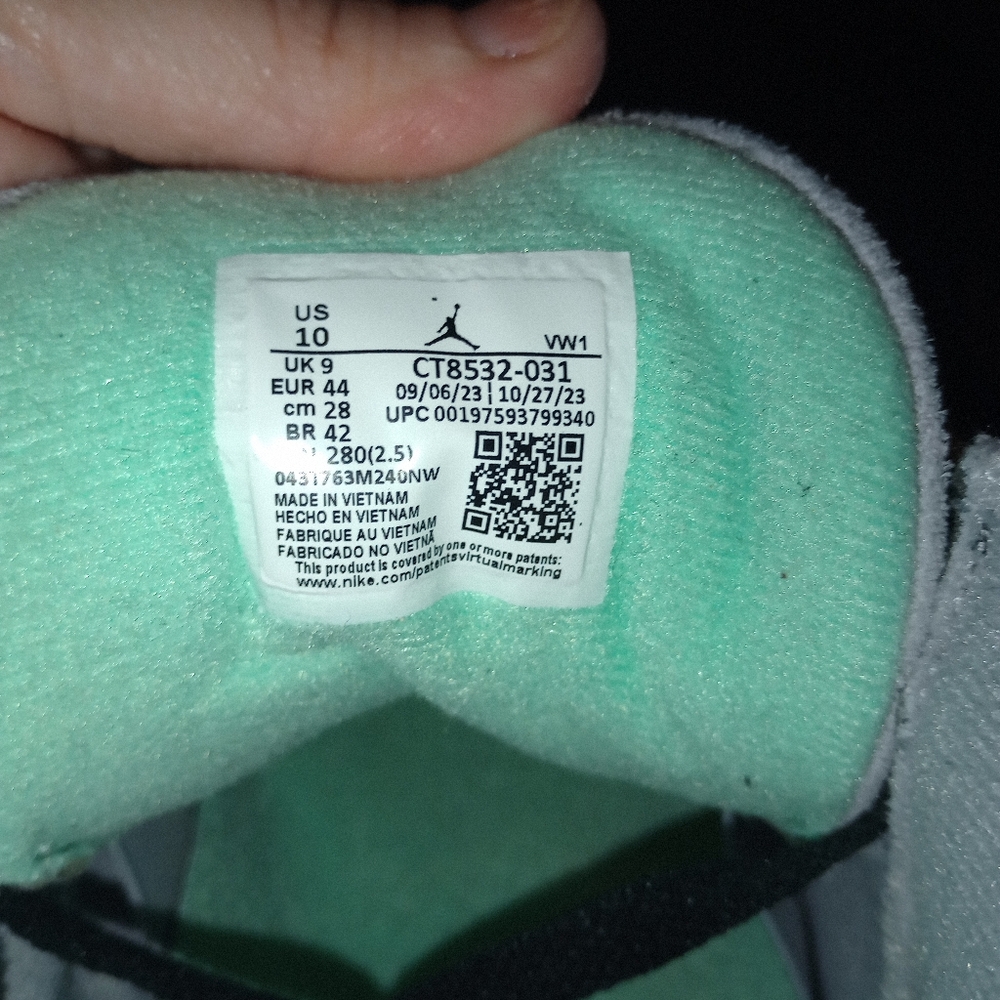 US
10
VW1
UK 9
CT8532-031
EUR 44
09/06/23 | 10/27/23
cm 28
UPC 00197593799340
BR 42
280(2.5)
0431763M240NW
MADE IN VIETNAM
HECHO EN VIETNAM
FABRIQUE AU VIETNAM
FABRICADO NO VIETNÃ
This product is covered by one or more patents:
www.nike.com/patentsvirtualmarking